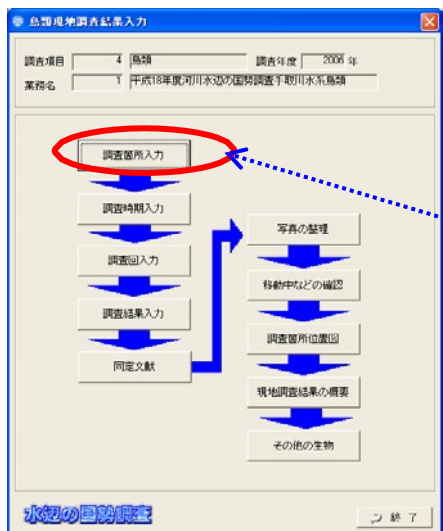 鳥類現地調査結果入力
調査項目 4 鳥類 調査年度 2006 年
業務名 1 平成18年度河川水辺の国勢調査手取川水系鳥類
調査箇所入力
調査時期入力
調査回入力
調査結果入力
同定文献
写真の整理
移動中などの確認
調査箇所位置図
現地調査結果の概要
その他の生物
水辺の国勢調査
終 了